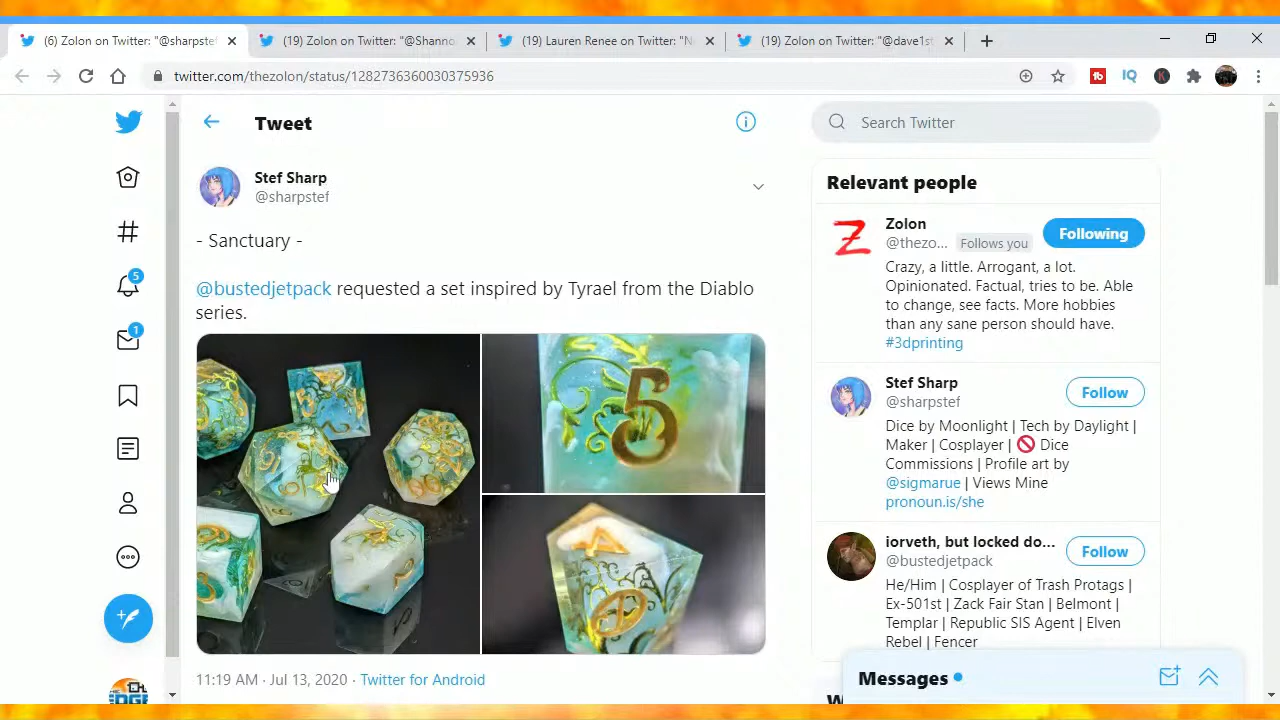 (6) Zolon on Twitter: "@sharpste
(19) Zolon on Twitter: "@Shanno
(19) Lauren Renee on Twitter: "N
(19) Zolon on Twitter: "@dave1st
twitter.com/thezolon/status/1282736360030375936
Tweet
Search Twitter
Stef Sharp
@sharpstef
- Sanctuary -
@bustedjetpack requested a set inspired by Tyrael from the Diablo
series.
5
4
11:19 AM · Jul 13, 2020 · Twitter for Android
5
1
Relevant people
Zolon
@thezo... Follows you
Following
Crazy, a little. Arrogant, a lot.
Opinionated. Factual, tries to be. Able
to change, see facts. More hobbies
than any sane person should have.
#3dprinting
Stef Sharp
@sharpstef
Follow
Dice by Moonlight | Tech by Daylight |
Maker | Cosplayer | 🚫 Dice
Commissions | Profile art by
@sigmarue | Views Mine
pronoun.is/she
iorveth, but locked do...
@bustedjetpack
Follow
He/Him | Cosplayer of Trash Protags |
Ex-501st | Zack Fair Stan | Belmont |
Templar | Republic SIS Agent | Elven
Rebel | Fencer
Messages